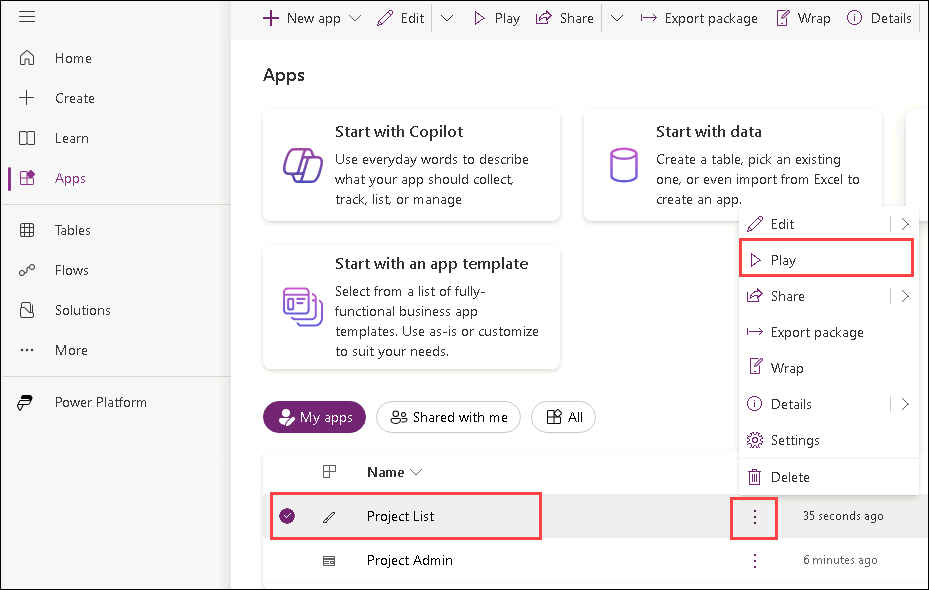 New app
Edit
Play
Share
Export package
Wrap
Details
Home
Create
Learn
Apps
Tables
Flows
Solutions
More
Power Platform
Apps
Start with Copilot
Use everyday words to describe
what your app should collect,
track, list, or manage
Start with data
Create a table, pick an existing
one, or even import from Excel to
create an app.
Start with an app template
Select from a list of fully-
functional business app
templates. Use as-is or customize
to suit your needs.
Edit
Play
Share
Export package
Wrap
Details
Settings
Delete
My apps
Shared with me
All
Name
Project List
35 seconds ago
Project Admin
6 minutes ago